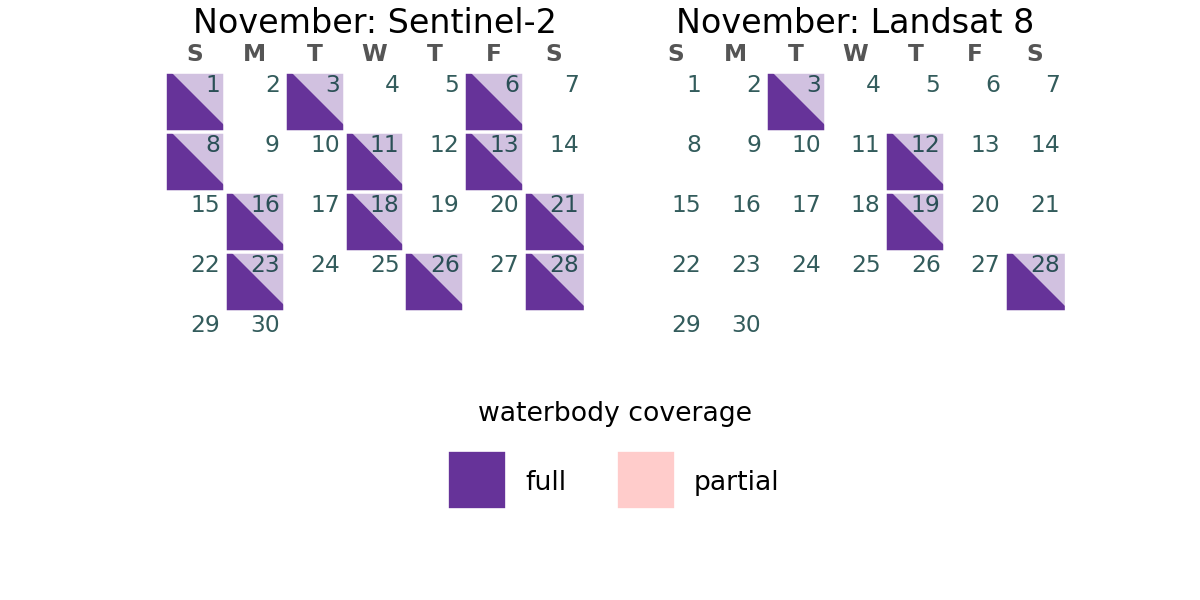 November: Sentinel-2
S M T W T F S
1 2 3 4 5 6 7
8 9 10 11 12 13 14
15 16 17 18 19 20 21
22 23 24 25 26 27 28
29 30
November: Landsat 8
S M T W T F S
1 2 3 4 5 6 7
8 9 10 11 12 13 14
15 16 17 18 19 20 21
22 23 24 25 26 27 28
29 30
waterbody coverage
full
partial